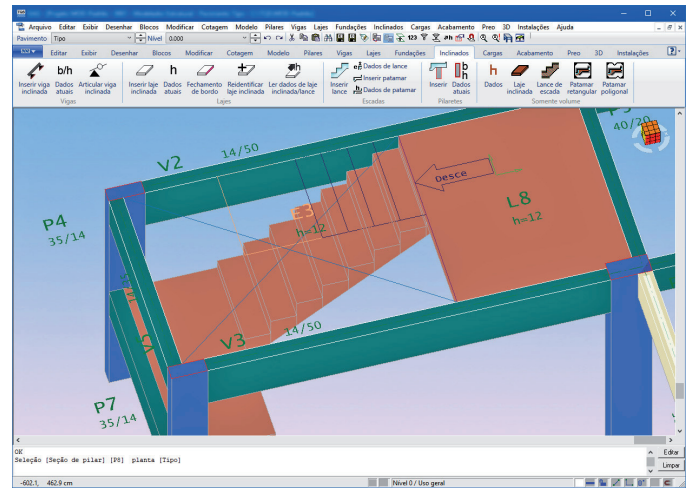 Arquivo Editar Exibir Desenhar Blocos Modificar Cotagem Modelo Pilares Vigas Lajes Fundações Inclinados Cargas Acabamento Preo 3D Instalações Ajuda
Pavimento Tipo Nível 0.000 123
Editar Exibir Desenhar Blocos Modificar Cotagem Modelo Pilares Vigas Lajes Fundações Inclinados Cargas Acabamento Preo 3D Instalações
b/h h b h h
Inserir viga inclinada Dados atuais Articular viga inclinada Inserir laje inclinada Dados atuais Fechamento de bordo Reidentificar laje inclinada Ler dados de laje inclinada/lance Inserir lance Dados de lance Inserir patamar Dados de patamar Inserir Dados atuais Dados Laje inclinada Lance de escada Patamar retangular Patamar poligonal
Vigas Lajes Escadas Pilaretes Somente volume
40/20
V2 14/50
Desce
P4
35/14
E3
h=12
L8
h=12
V3 14/50
V5
P7
35/14
OK
Seleção [Seção de pilar] [P8] planta [Tipo]
Editar
Limpar
-602.1, 462.9 cm Nível 0 / Uso geral